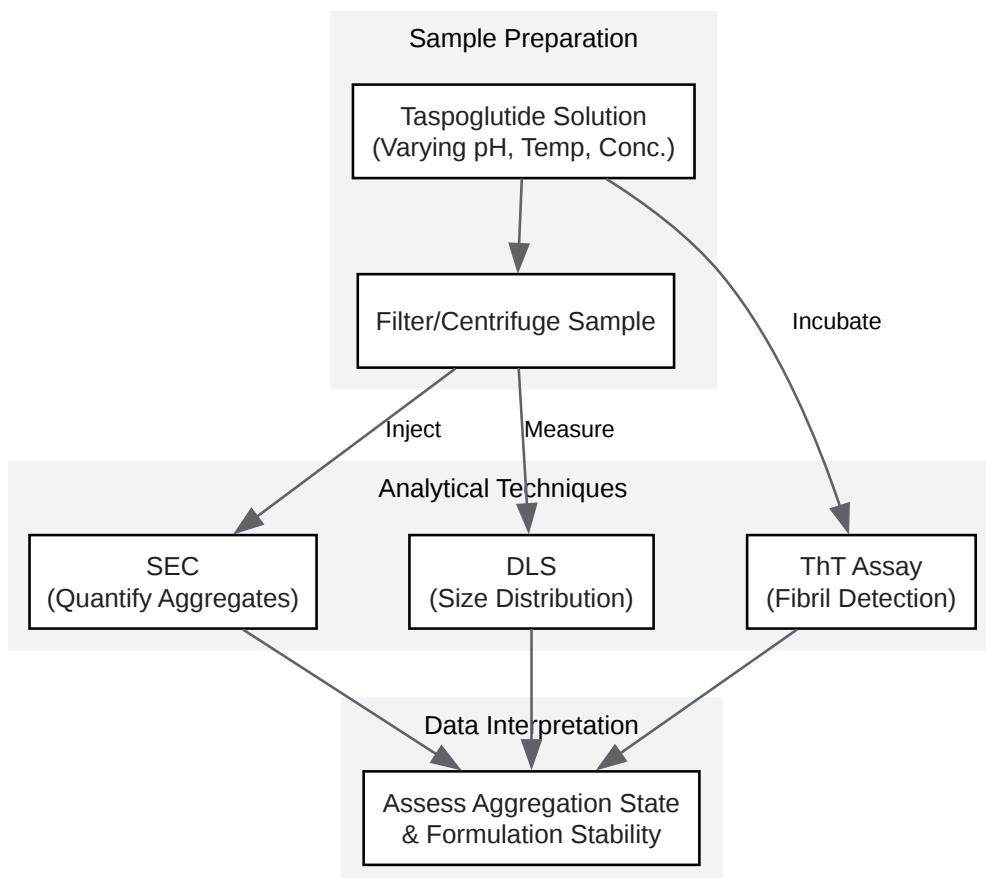 Sample Preparation
Taspoglutide Solution
(Varying pH, Temp, Conc.)
Filter/Centrifuge Sample
Incubate
Inject
Measure
Analytical Techniques
SEC
(Quantify Aggregates)
DLS
(Size Distribution)
ThT Assay
(Fibril Detection)
Data Interpretation
Assess Aggregation State
& Formulation Stability